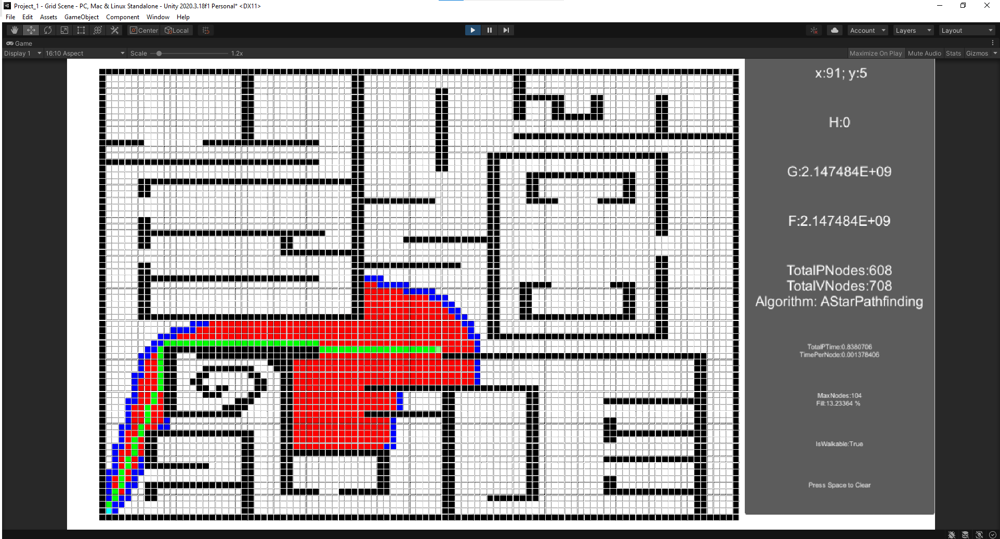 Project_1 - Grid Scene - PC, Mac & Linux Standalone - Unity 2020.3.18f1 Personal* <DX11>
File Edit Assets GameObject Component Window Help
Center Local Account Layers Layout
Game
Display 1 16:10 Aspect Scale 1.2x Maximize On Play Mute Audio Stats Gizmos
x:91; y:5
H:0
G:2.147484E+09
F:2.147484E+09
TotalPNodes:608
TotalVNodes:708
Algorithm: AStarPathfinding
TotalPTime:0.8380706
TimePerNode:0.001378406
MaxNodes:104
Fill:13.23364 %
IsWalkable:True
Press Space to Clear